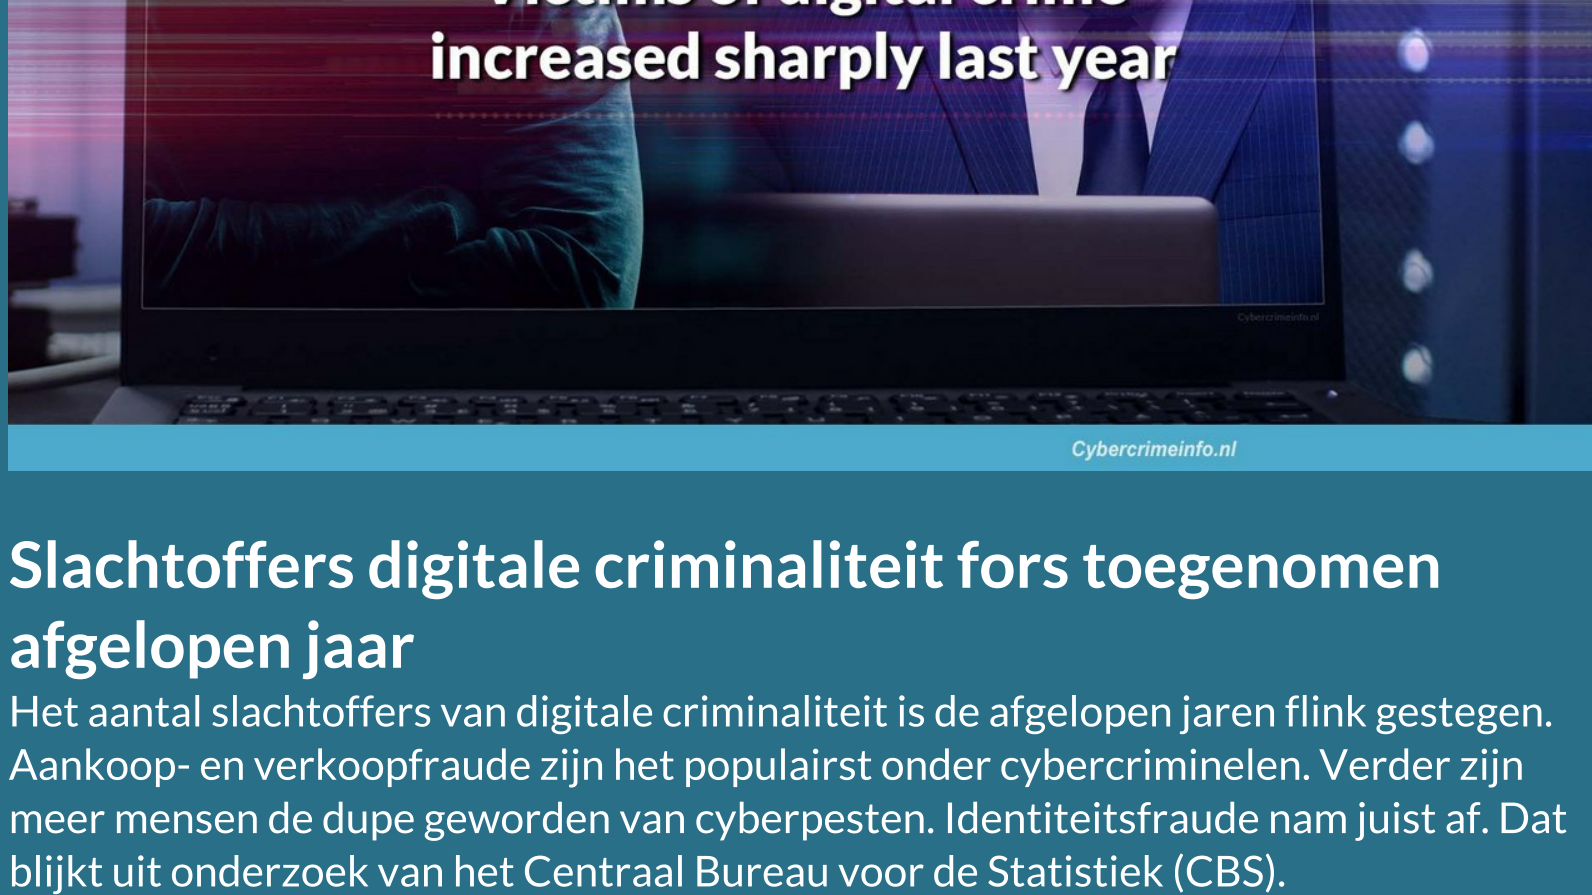 increased sharply last year
Cybercrimeinfo.nl
Cybercrimeinfo.nl
Slachtoffers digitale criminaliteit fors toegenomen
afgelopen jaar
Het aantal slachtoffers van digitale criminaliteit is de afgelopen jaren flink gestegen.
Aankoop- en verkoopfraude zijn het populairst onder cybercriminelen. Verder zijn
meer mensen de dupe geworden van cyberpesten. Identiteitsfraude nam juist af. Dat
blijkt uit onderzoek van het Centraal Bureau voor de Statistiek (CBS).